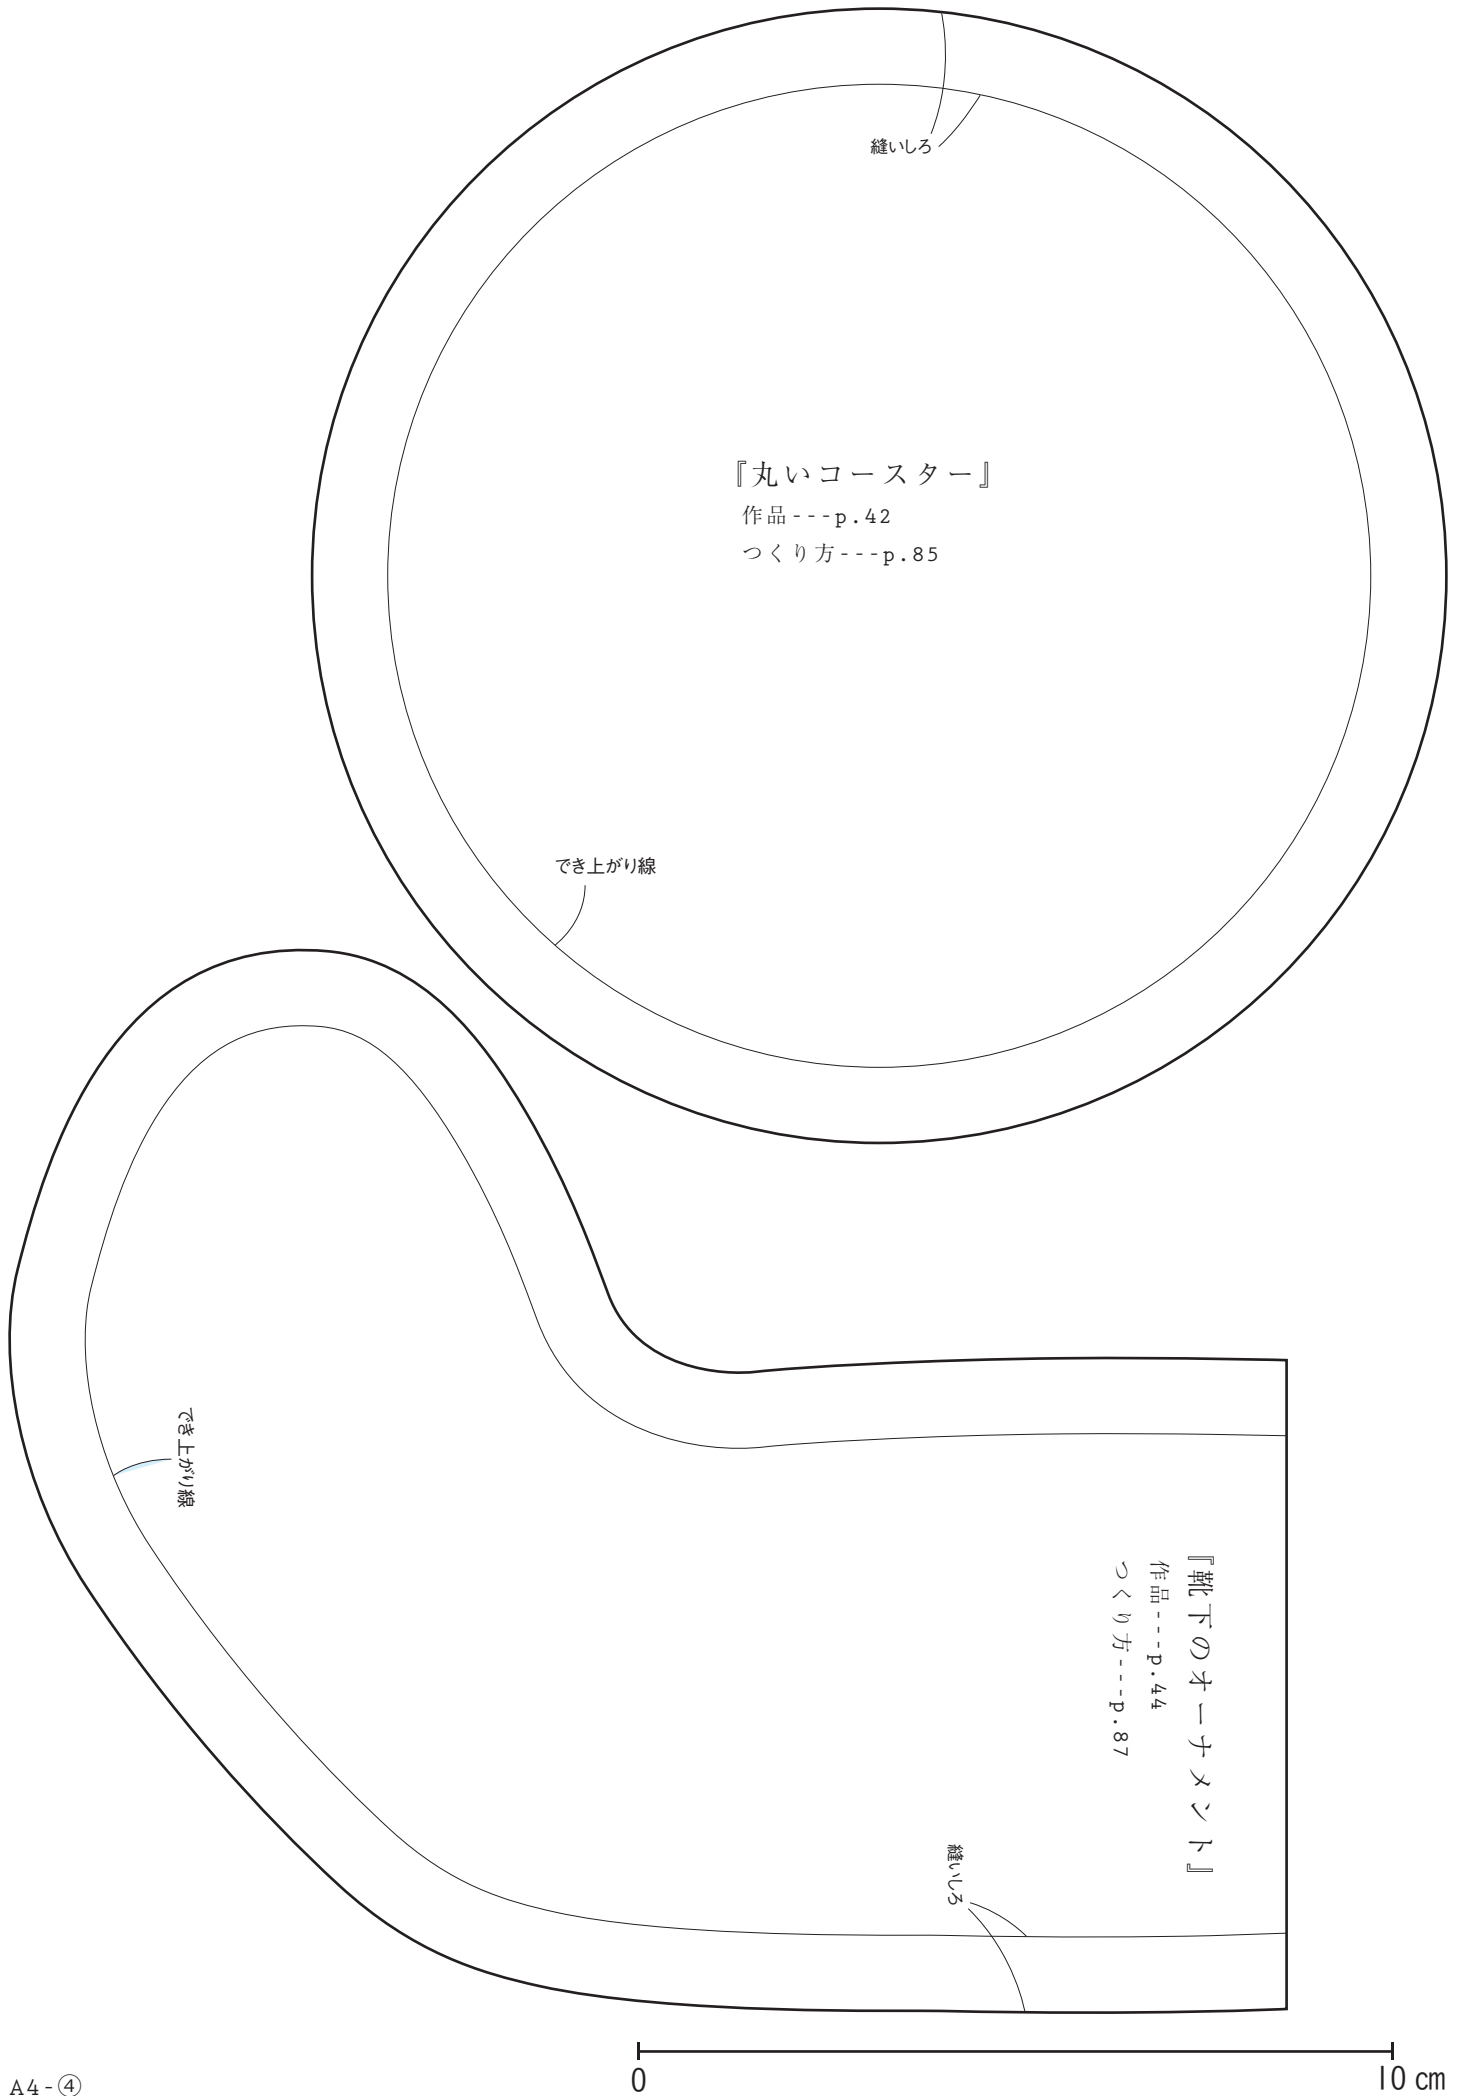 縫いしろ
『丸いコースター』
作品---p.42
つくり方---p.85
でき上がり線
でき上がり線
『靴下のオーナメント』
作品---p.44
つくり方---p.87
縫いしろ
0
10 cm
A4-④